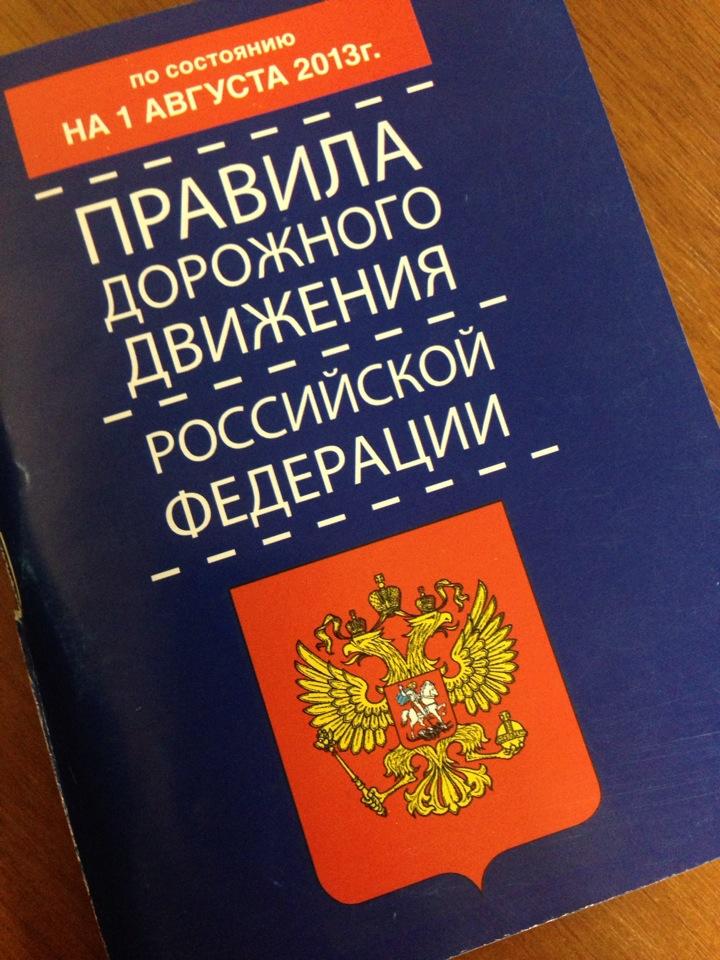 ПО СОСТОЯНИЮ
НА 1 АВГУСТА 2013г.
ПРАВИЛА
ДОРОЖНОГО
ДВИЖЕНИЯ
РОССИЙСКОЙ
ФЕДЕРАЦИИ